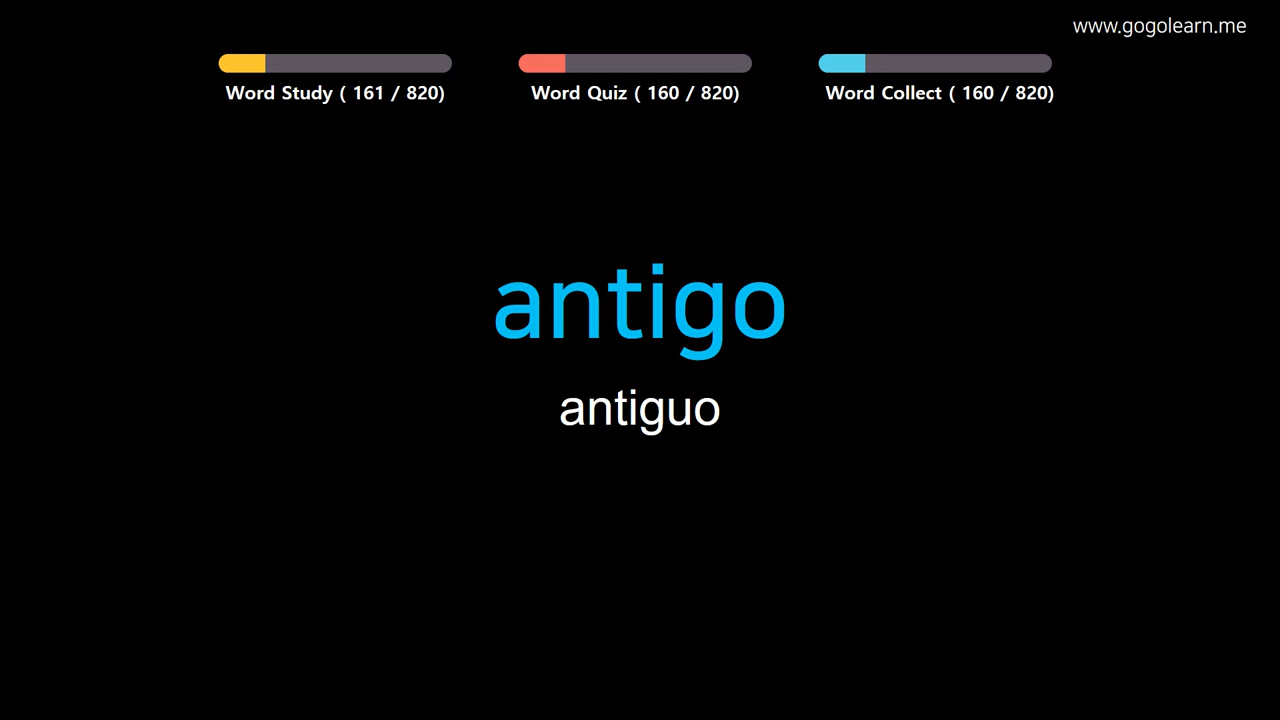 www.gogolearn.me
Word Study ( 161 / 820)
Word Quiz ( 160 / 820)
Word Collect ( 160 / 820)
antigo
antiguo